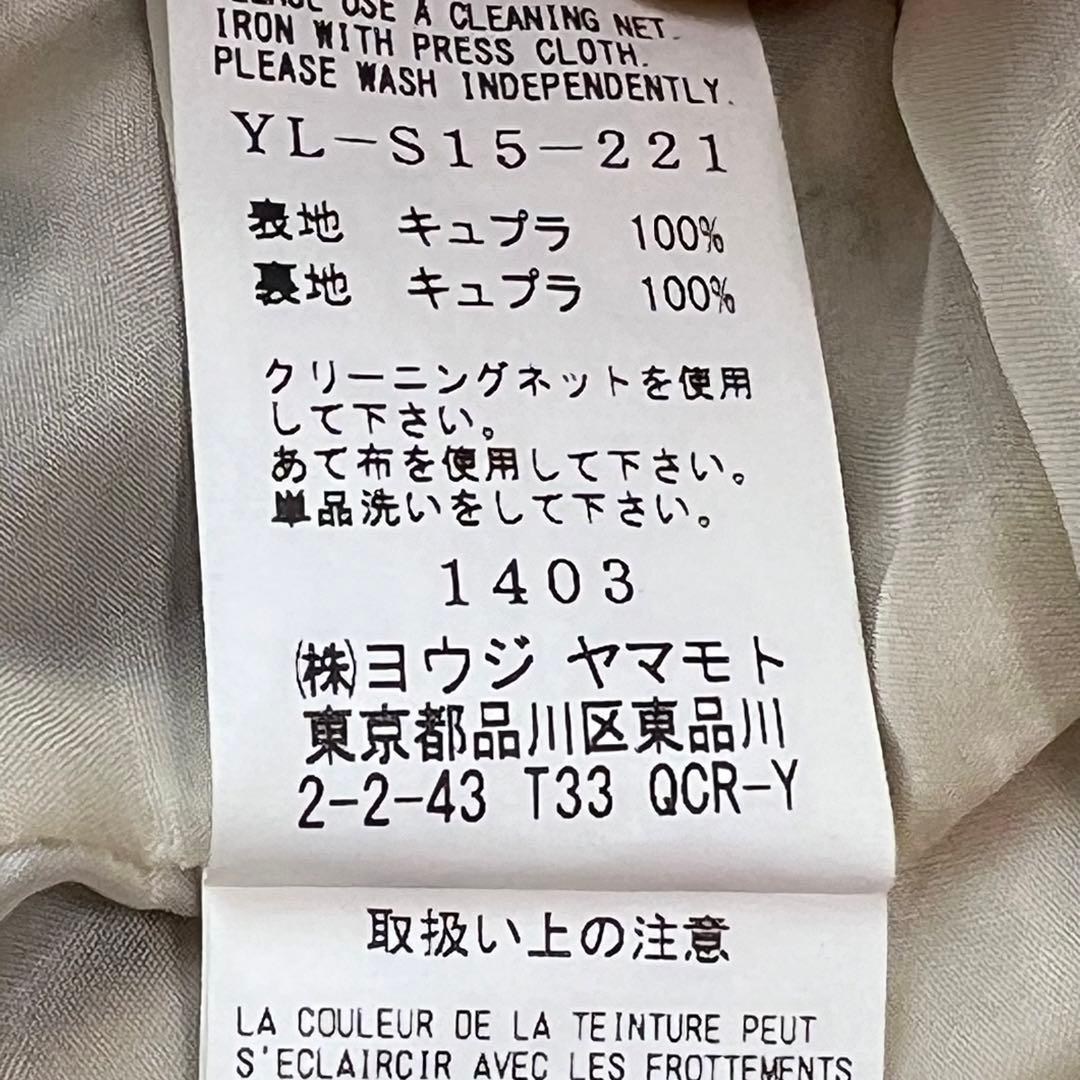 PLEASE USE A CLEANING NET.
IRON WITH PRESS CLOTH.
PLEASE WASH INDEPENDENTLY.
YL-S15-221
表地 キュプラ 100%
裏地 キュプラ 100%
クリーニングネットを使用
して下さい。
あて布を使用して下さい。
単品洗いをして下さい。
1403
㈱ヨウジ ヤマモト
東京都品川区東品川
2-2-43 T33 QCR-Y
取扱い上の注意
LA COULEUR DE LA TEINTURE PEUT
S'ECLAIRCIR AVEC LES FROTTEMENTS